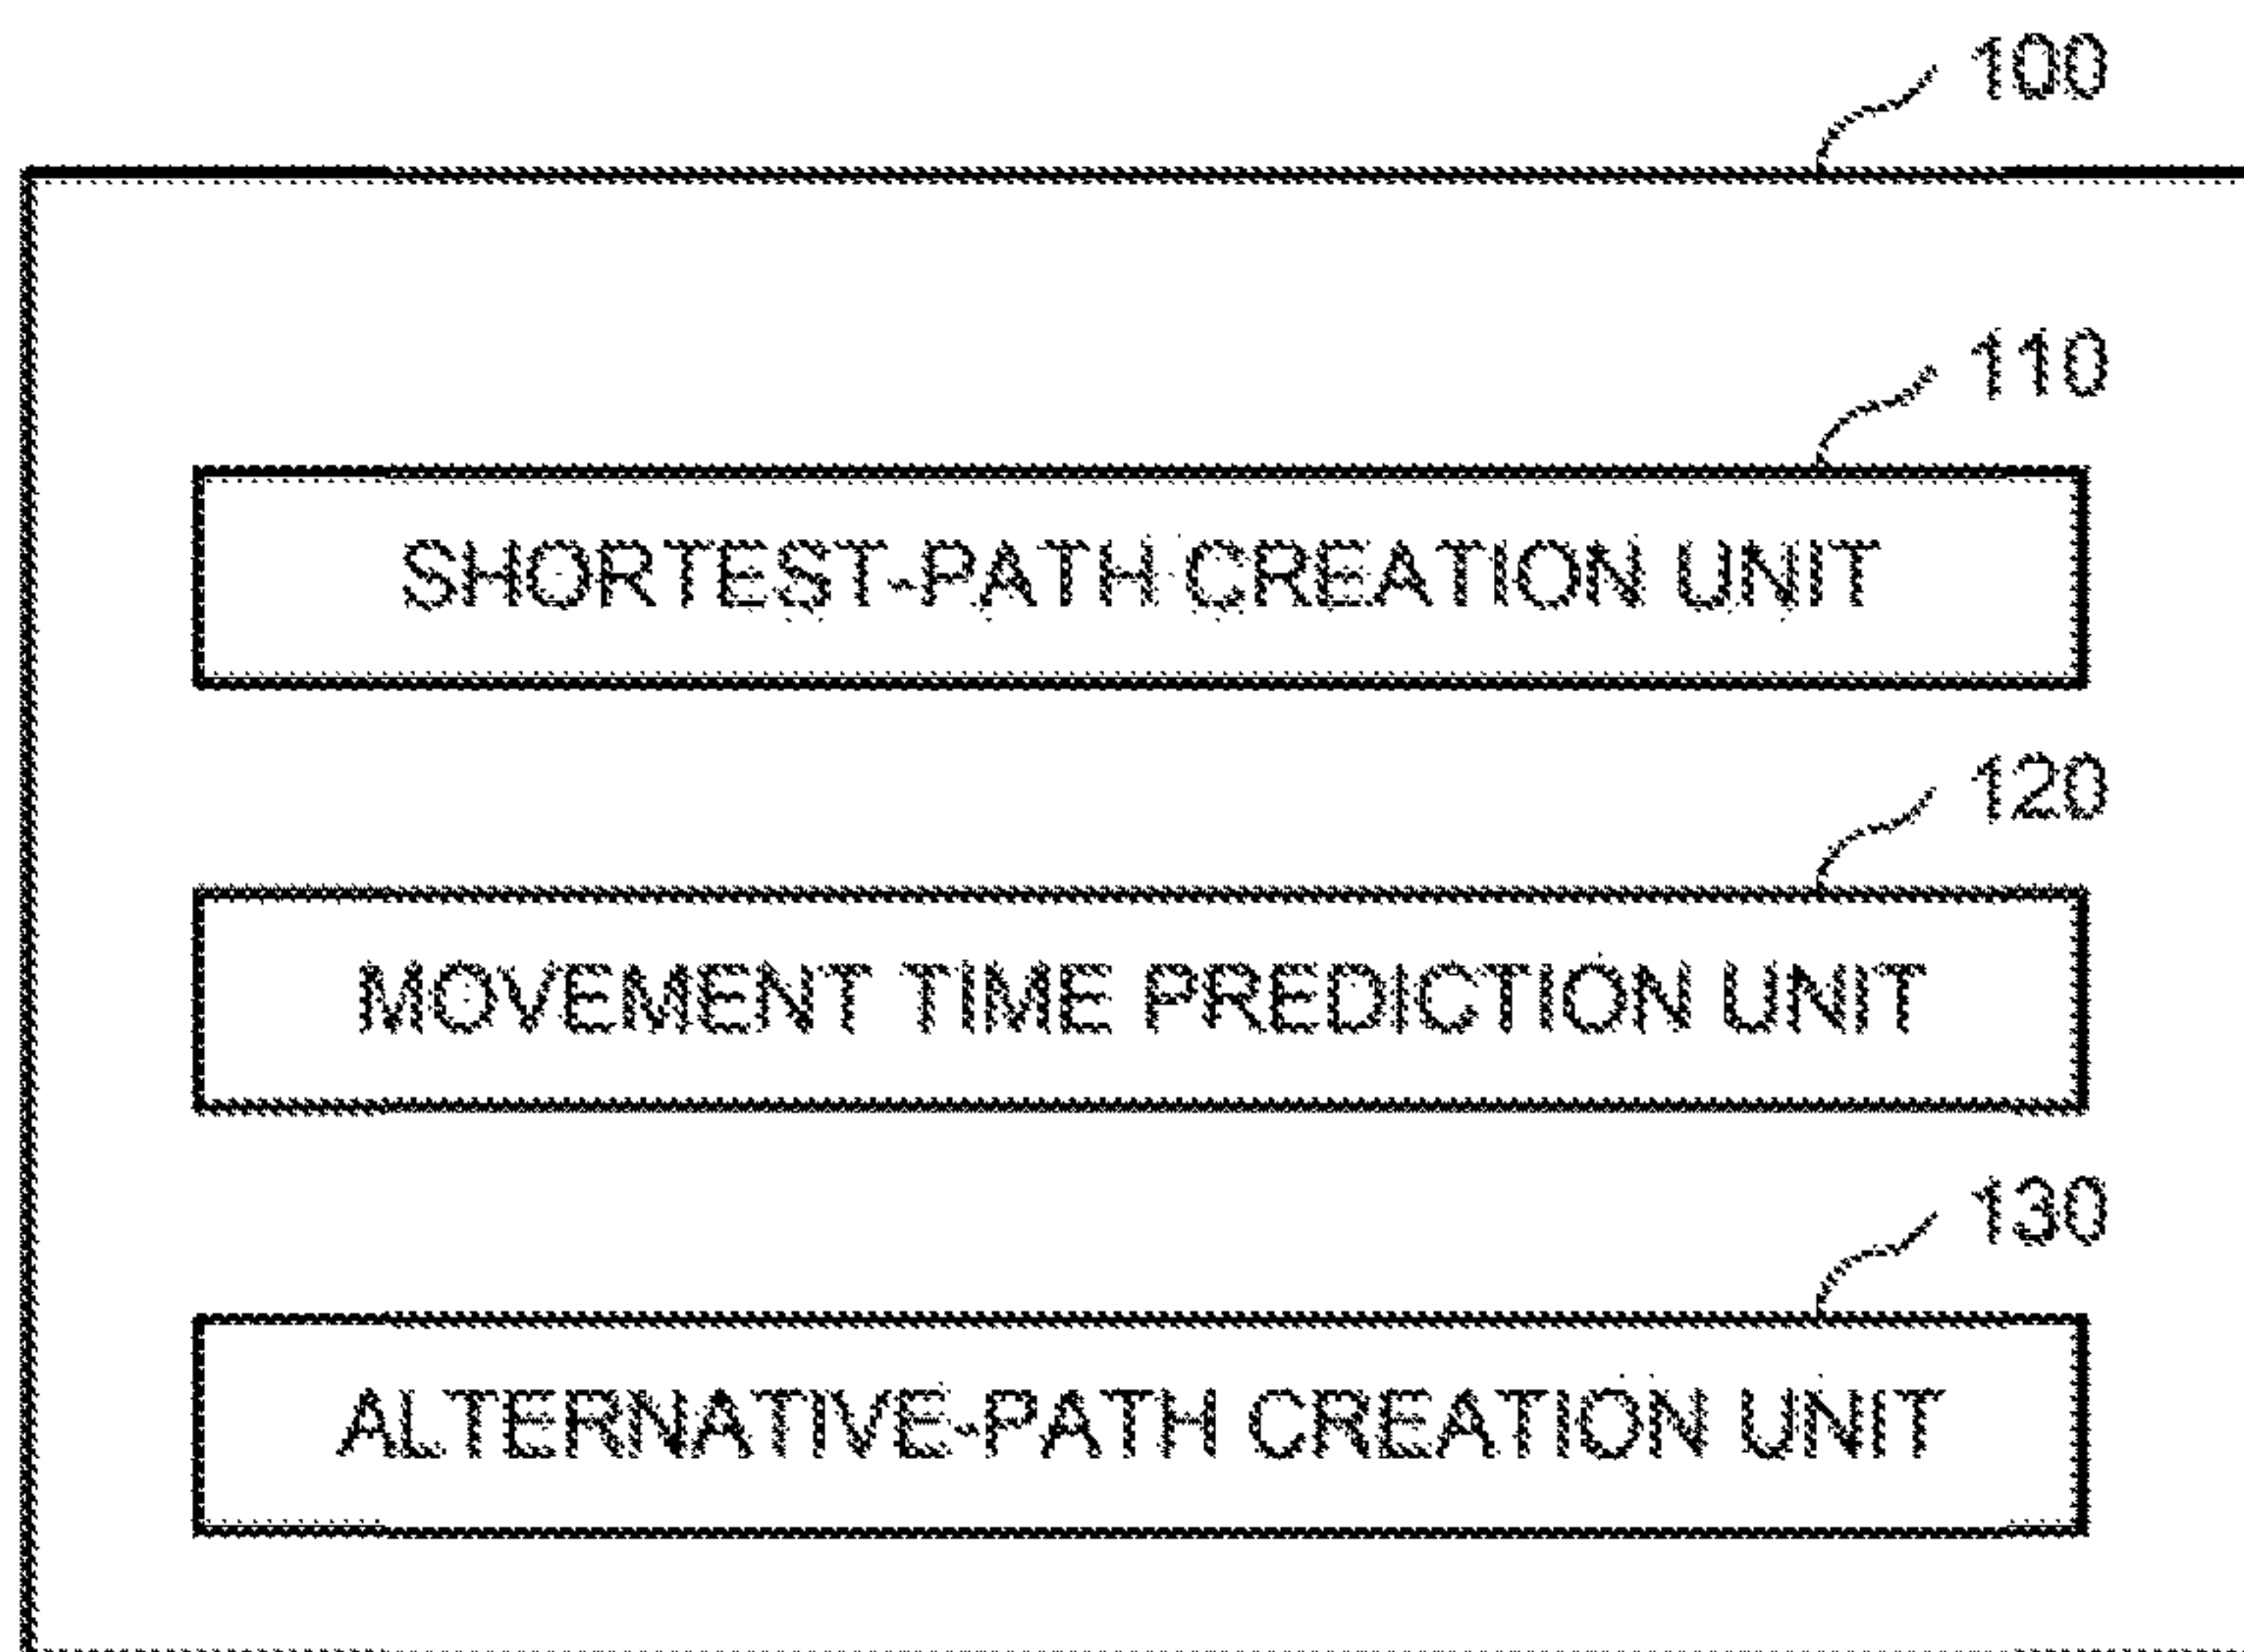 100
110
SHORTEST-PATH CREATION UNIT
120
MOVEMENT TIME PREDICTION UNIT
130
ALTERNATIVE-PATH CREATION UNIT